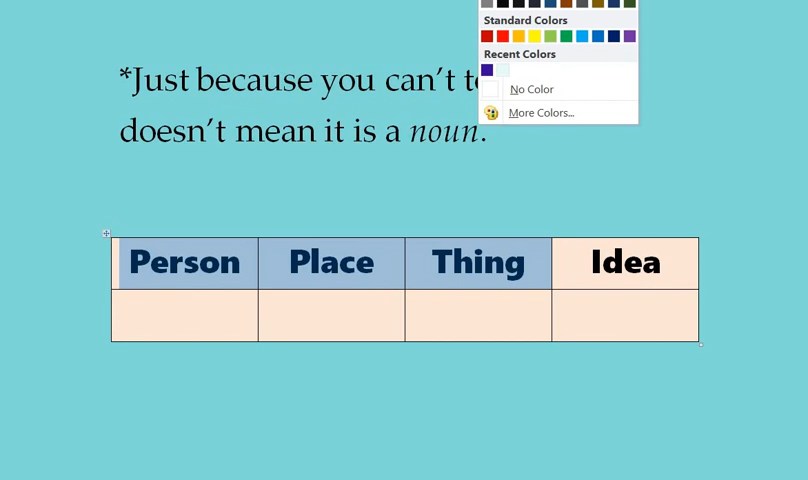 Standard Colors
Recent Colors
No Color
More Colors...
*Just because you can't
doesn't mean it is a noun.
Person Place Thing Idea